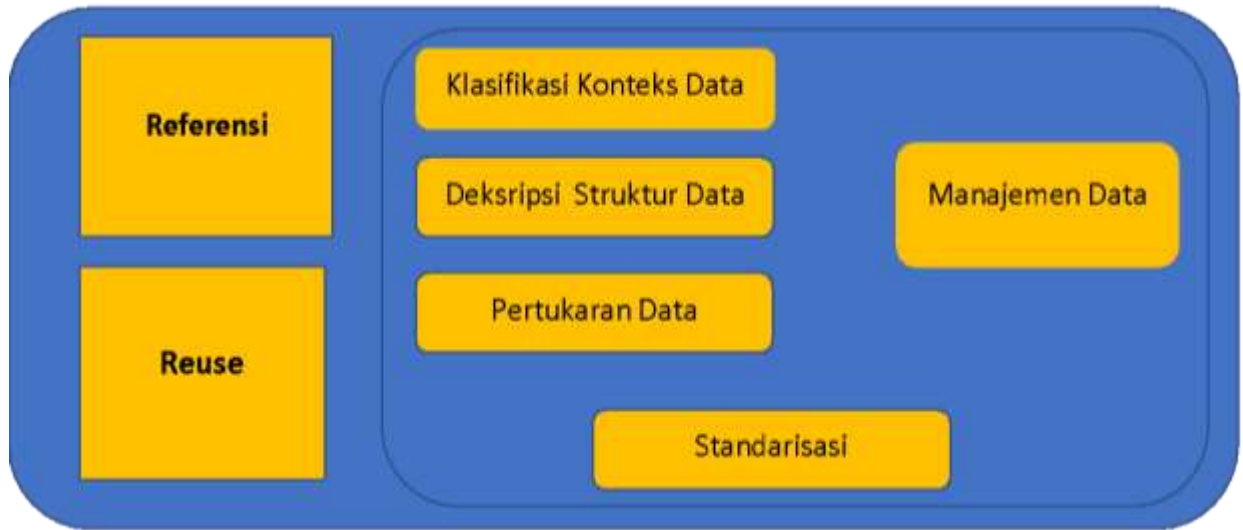 Referensi
Reuse
Klasifikasi Konteks Data
Deksripsi Struktur Data
Pertukaran Data
Manajemen Data
Standarisasi